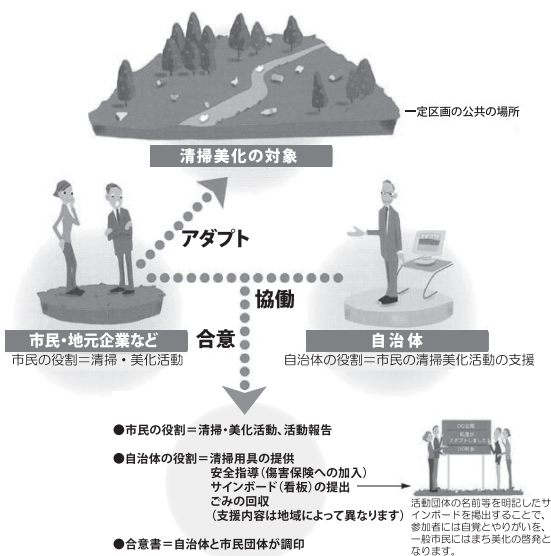 一定区画の公共の場所
清掃美化の対象
アダプト
協働
市民・地元企業など
市民の役割＝清掃・美化活動
合意
自治体
自治体の役割＝市民の清掃美化活動の支援
●市民の役割＝清掃・美化活動、活動報告
●自治体の役割＝清掃用具の提供
安全指導（傷害保険への加入）
サインボード（看板）の提出
ごみの回収
（支援内容は地域によって異なります）
●合意書＝自治体と市民団体が調印
アダプトしました
活動団体の名前等を明記したサ
インボードを掲出することで、
参加者には自覚とやりがいを、
一般市民にはまち美化の啓発と
なります。